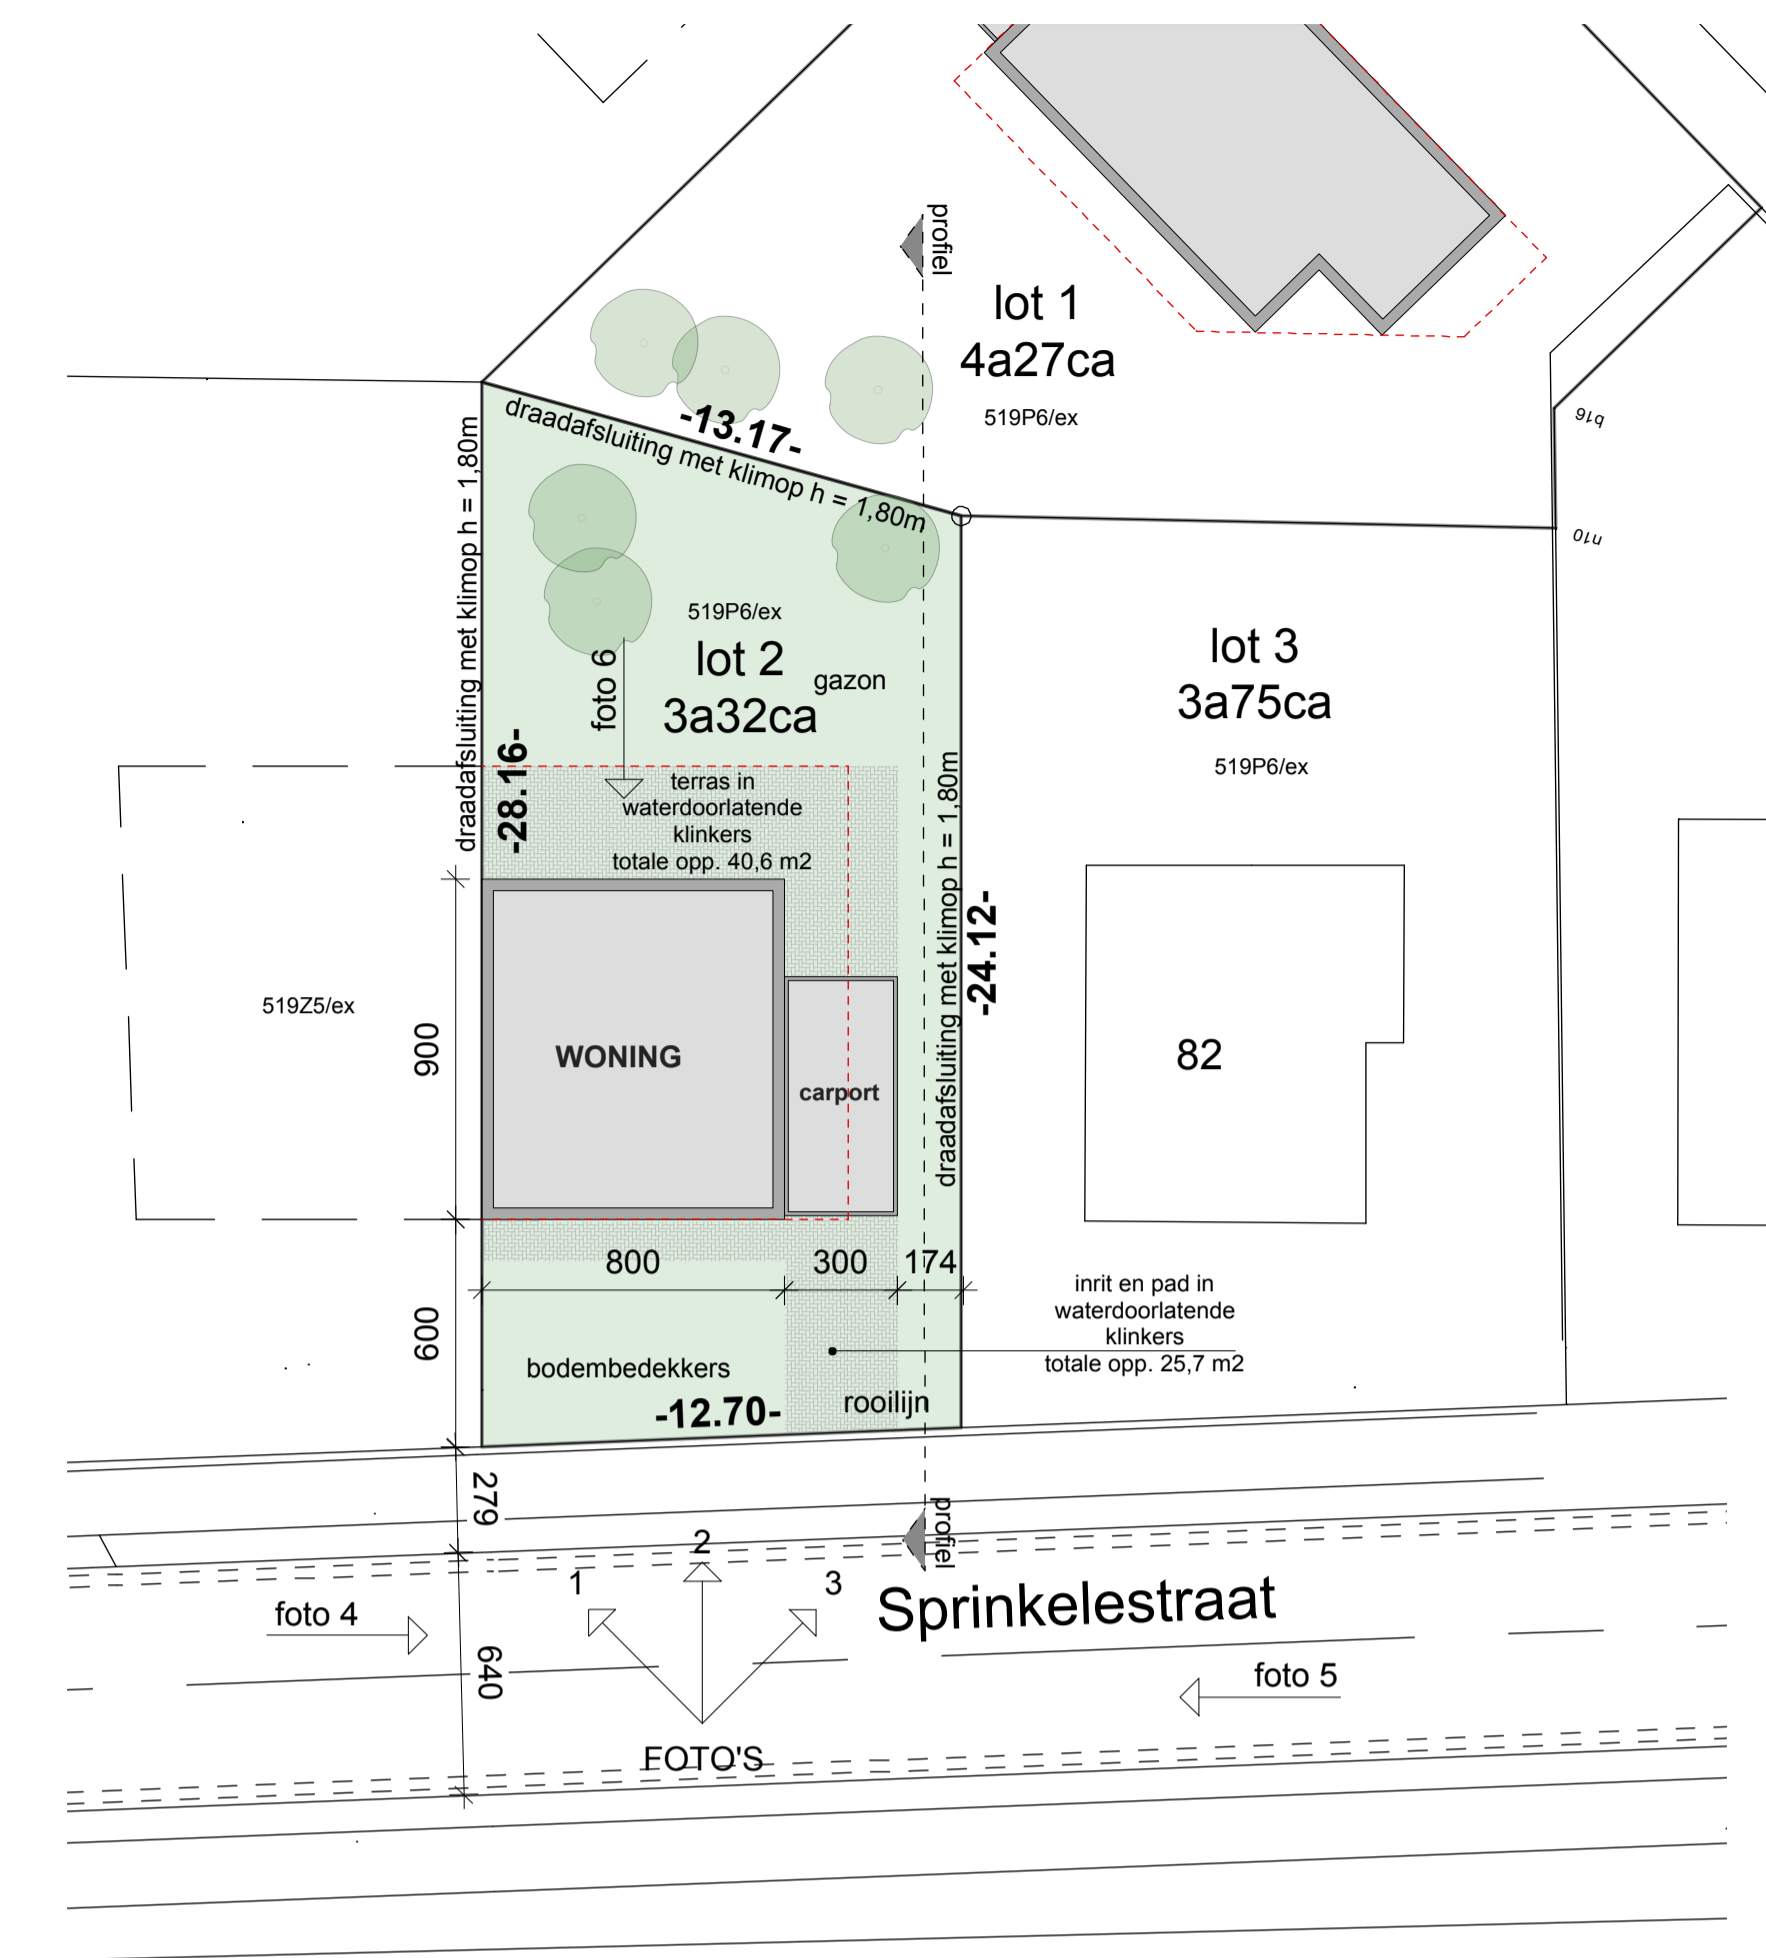 profiel
lot 1
4a27ca
519P6/ex
b16
n10
-13.17-
draadafsluiting met klimop h = 1,80m
draadafsluiting met klimop h = 1,80m
-28.16-
519P6/ex
lot 2
gazon
3a32ca
foto 6
lot 3
3a75ca
519P6/ex
terras in
waterdoorlatende
klinkers
totale opp. 40,6 m2
draadafsluiting met klimop h = 1,80m
-24.12-
519Z5/ex
900
WONING
carport
82
800
300
174
600
inrit en pad in
waterdoorlatende
klinkers
totale opp. 25,7 m2
bodembedekkers
-12.70-
rooilijn
279
profiel
1
2
3
foto 4
Sprinkelestraat
640
foto 5
FOTO'S